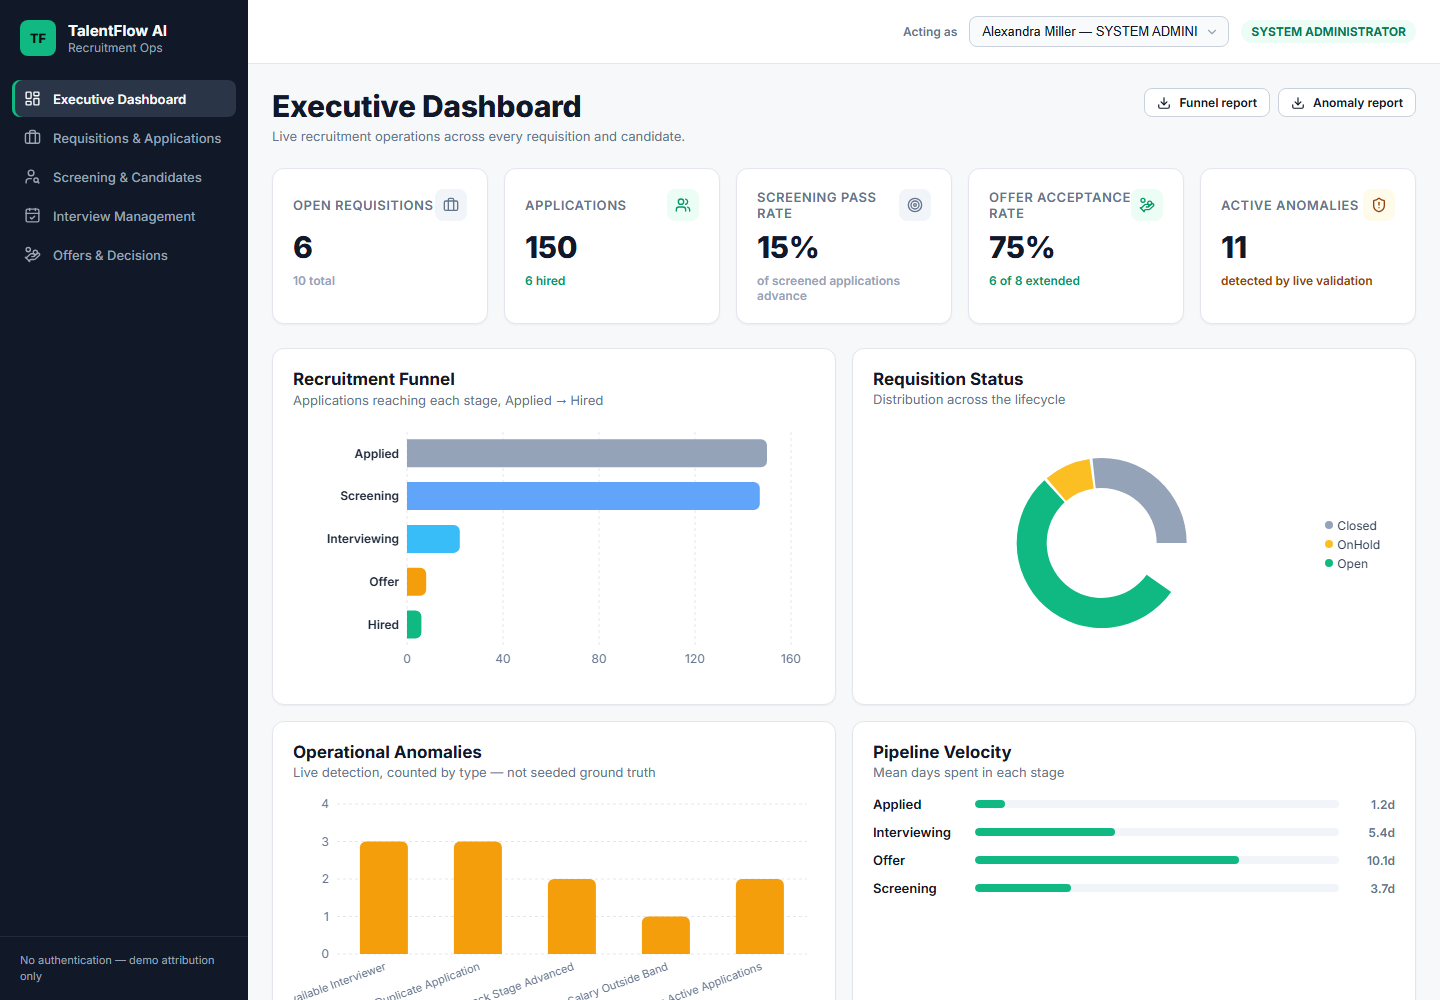 TF
TalentFlow AI
Recruitment Ops
Executive Dashboard
Requisitions & Applications
Screening & Candidates
Interview Management
Offers & Decisions
No authentication — demo attribution
only
Acting as
Alexandra Miller — SYSTEM ADMINI
SYSTEM ADMINISTRATOR
Executive Dashboard
Live recruitment operations across every requisition and candidate.
Funnel report
Anomaly report
OPEN REQUISITIONS
6
10 total
APPLICATIONS
150
6 hired
SCREENING PASS
RATE
15%
of screened applications
advance
OFFER ACCEPTANCE
RATE
75%
6 of 8 extended
ACTIVE ANOMALIES
11
detected by live validation
Recruitment Funnel
Applications reaching each stage, Applied → Hired
Applied
Screening
Interviewing
Offer
Hired
0 40 80 120 160
Requisition Status
Distribution across the lifecycle
Closed
OnHold
Open
Operational Anomalies
Live detection, counted by type — not seeded ground truth
4
3
2
1
0
Interviewer
Application
Stage Advanced
Salary Outside Band
Active Applications
Pipeline Velocity
Mean days spent in each stage
Applied 1.2d
Interviewing 5.4d
Offer 10.1d
Screening 3.7d